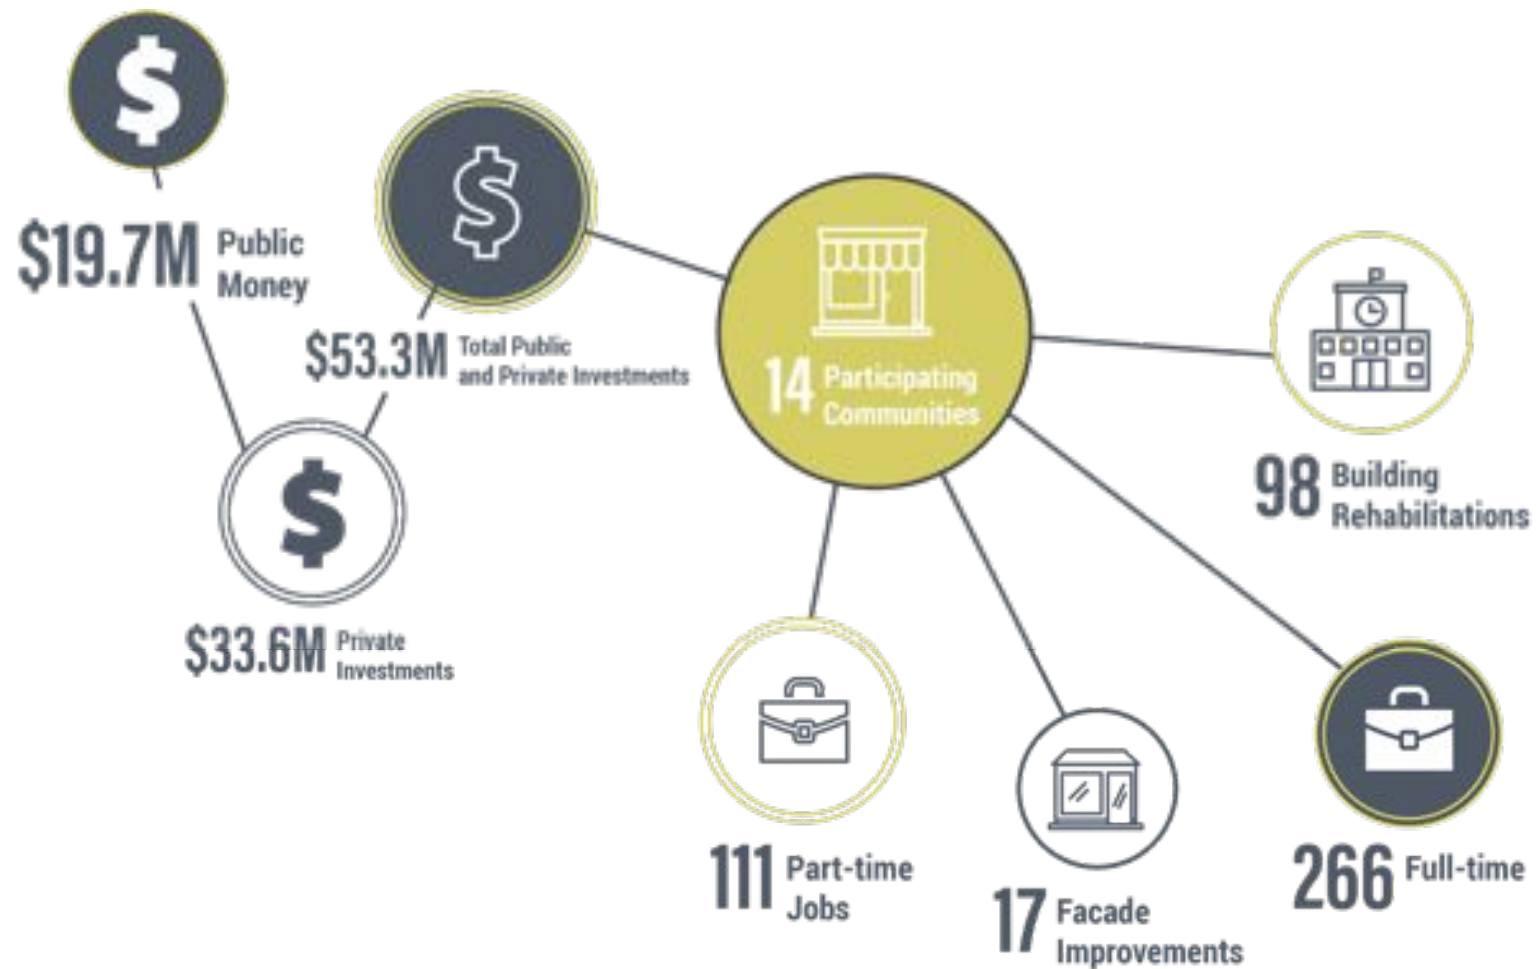 $19.7M Public
Money
$53.3M Total Public
and Private Investments
$33.6M Private
Investments
14 Participating
Communities
98 Building
Rehabilitations
111 Part-time
Jobs
17 Facade
Improvements
266 Full-time